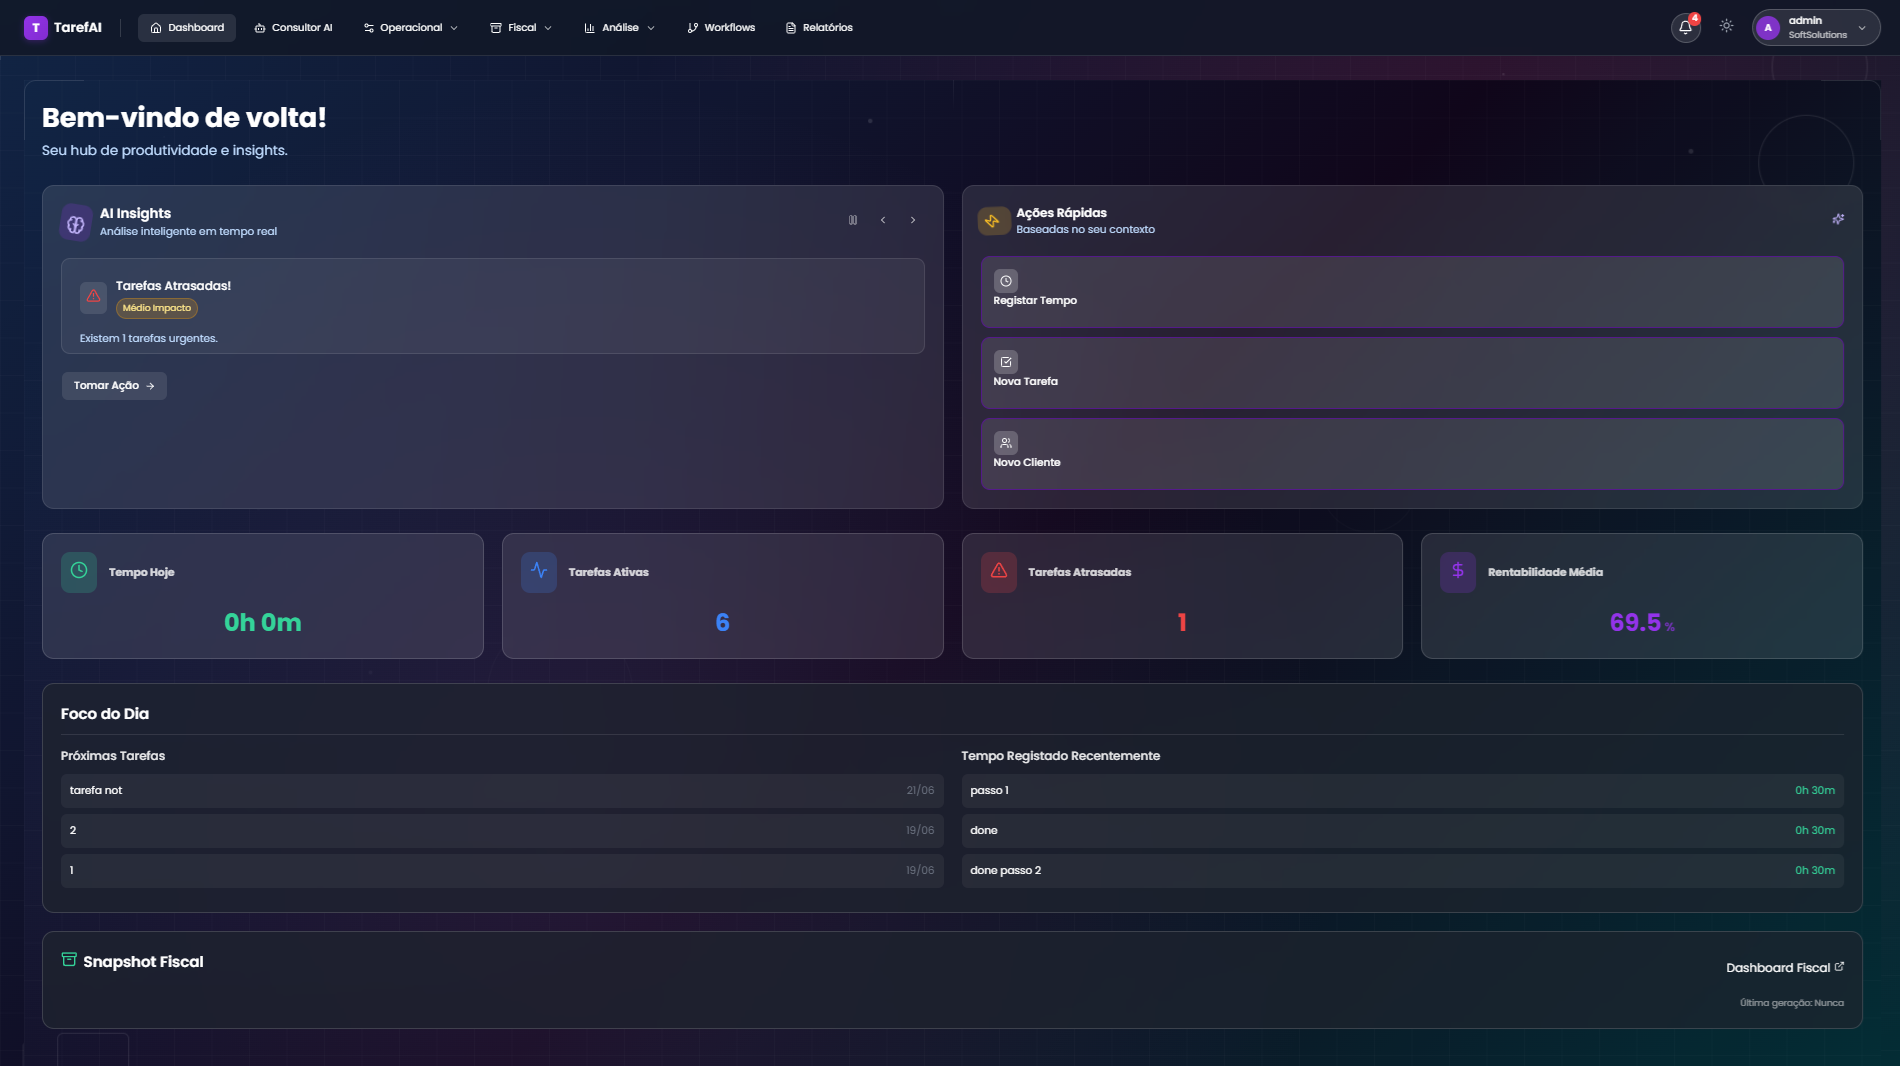 T TarefAI
Dashboard
Consultor AI
Operacional
Fiscal
Análise
Workflows
Relatórios
4
A
admin
SoftSolutions
Bem-vindo de volta!
Seu hub de produtividade e insights.
AI Insights
Análise inteligente em tempo real
Tarefas Atrasadas!
Médio Impacto
Existem 1 tarefas urgentes.
Tomar Ação →
Ações Rápidas
Baseadas no seu contexto
Registar Tempo
Nova Tarefa
Novo Cliente
Tempo Hoje
0h 0m
Tarefas Ativas
6
Tarefas Atrasadas
1
Rentabilidade Média
69.5 %
Foco do Dia
Próximas Tarefas
tarefa not 21/06
2 19/06
1 19/06
Tempo Registado Recentemente
passo 1 0h 30m
done 0h 30m
done passo 2 0h 30m
Snapshot Fiscal
Dashboard Fiscal
Última geração: Nunca